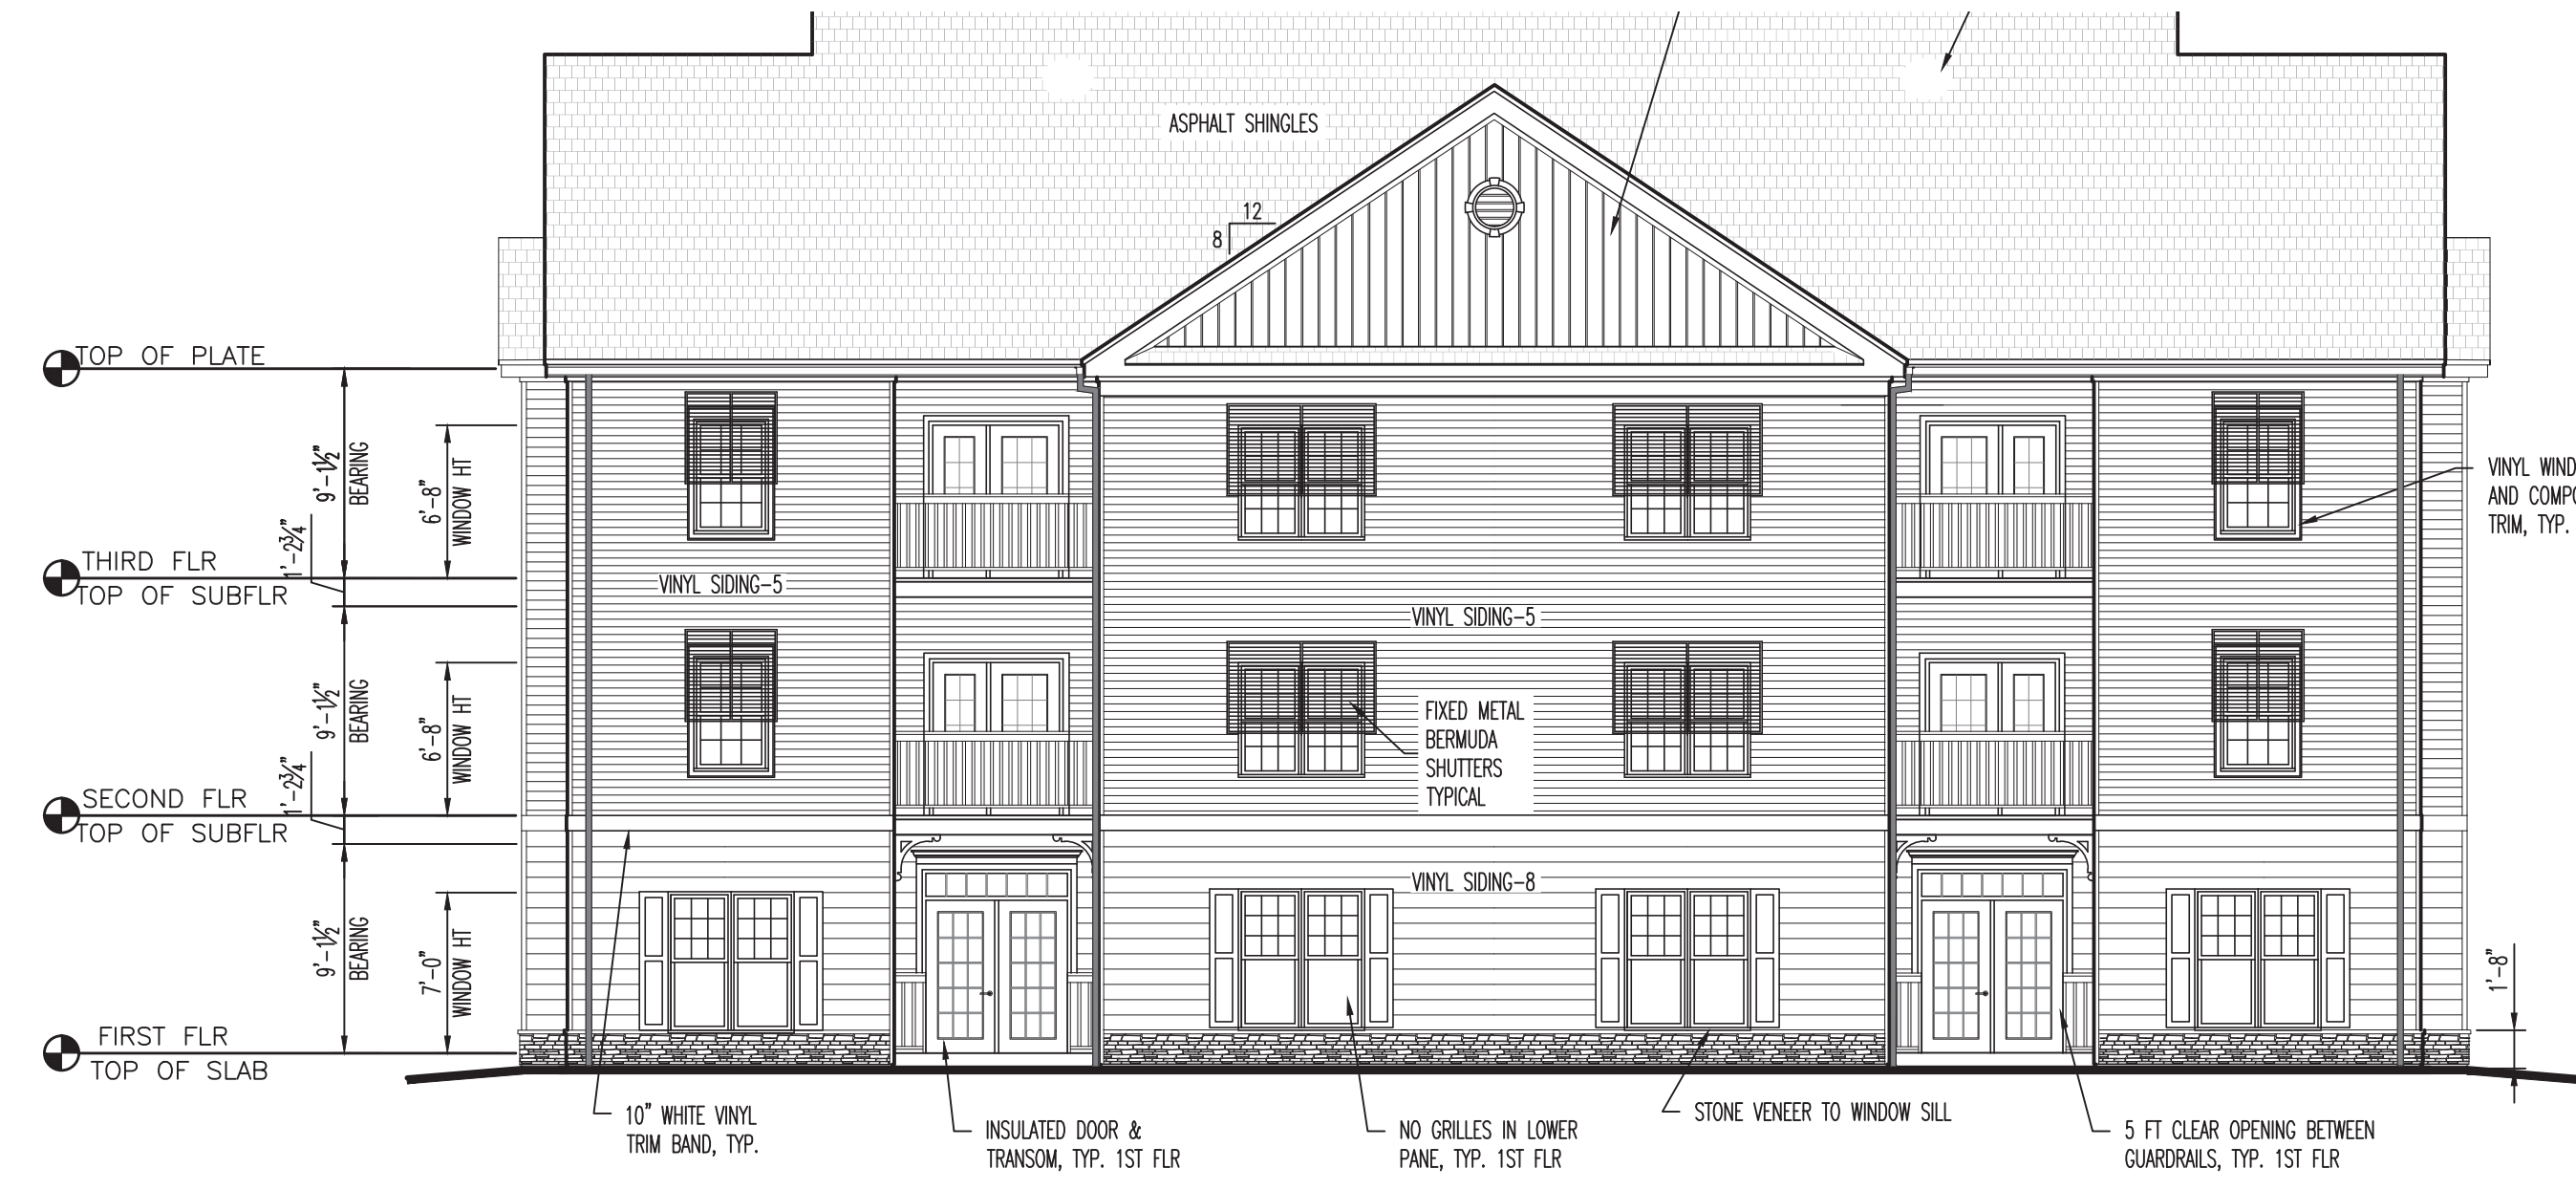 ASPHALT SHINGLES
12
8
TOP OF PLATE
9'-1½"
BEARING
6'-8"
WINDOW HT
VINYL WIND
AND COMPO
TRIM, TYP.
1'-2¾"
THIRD FLR
TOP OF SUBFLR
VINYL SIDING-5
VINYL SIDING-5
9'-1½"
BEARING
6'-8"
WINDOW HT
FIXED METAL
BERMUDA
SHUTTERS
TYPICAL
1'-2¾"
SECOND FLR
TOP OF SUBFLR
VINYL SIDING-8
9'-1½"
BEARING
7'-0"
WINDOW HT
1'-8"
FIRST FLR
TOP OF SLAB
10" WHITE VINYL
TRIM BAND, TYP.
INSULATED DOOR &
TRANSOM, TYP. 1ST FLR
NO GRILLES IN LOWER
PANE, TYP. 1ST FLR
STONE VENEER TO WINDOW SILL
5 FT CLEAR OPENING BETWEEN
GUARDRAILS, TYP. 1ST FLR